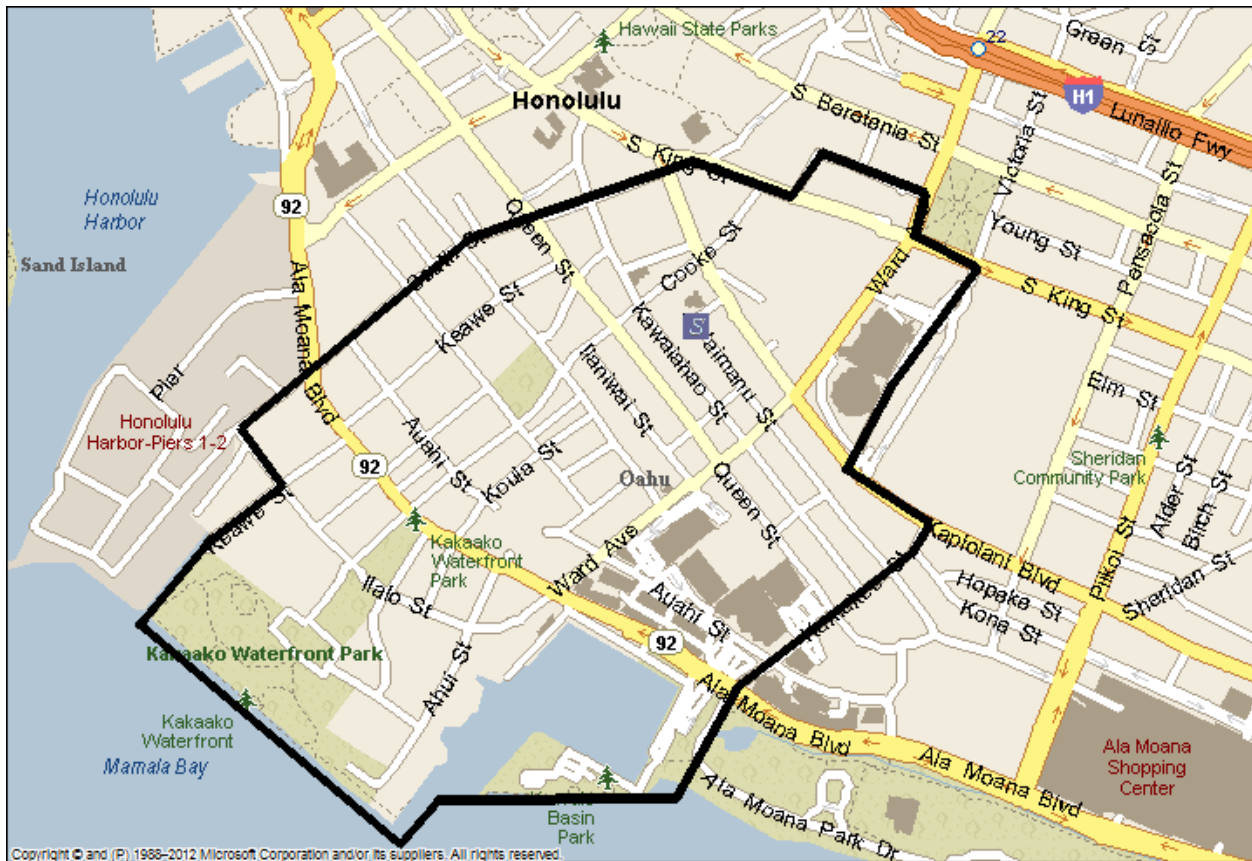 Hawaii State Parks
22
Green St
H1
Lunalilo Fwy
Honolulu
S Beretania St
S King St
Victoria St
Pensacola St
Honolulu
Harbor
92
Queen St
Cooke St
Young St
Ward
S King St
Sand Island
Ala Moana Blvd
Keawe St
Kawaiahao St
S
Waimanu St
Ilaniwai St
Pier
Elm St
Honolulu
Harbor-Piers 1-2
92
Auahi St
Koula St
Oahu
Queen St
Sheridan
Community Park
Alder St
Birch St
Piikoi St
Keawe St
Kakaako
Waterfront
Park
Ward Ave
Kapiolani Blvd
Sheridan St
Hopaka St
Kona St
Ilalo St
Auahi St
92
Kakaako Waterfront Park
Ahui St
Ala Moana Blvd
Kakaako
Waterfront
Mamala Bay
Ala Moana Blvd
Ala Moana
Shopping
Center
Basin
Park
Ala Moana Park Dr
Copyright © and (P) 1988–2012 Microsoft Corporation and/or its suppliers. All rights reserved.